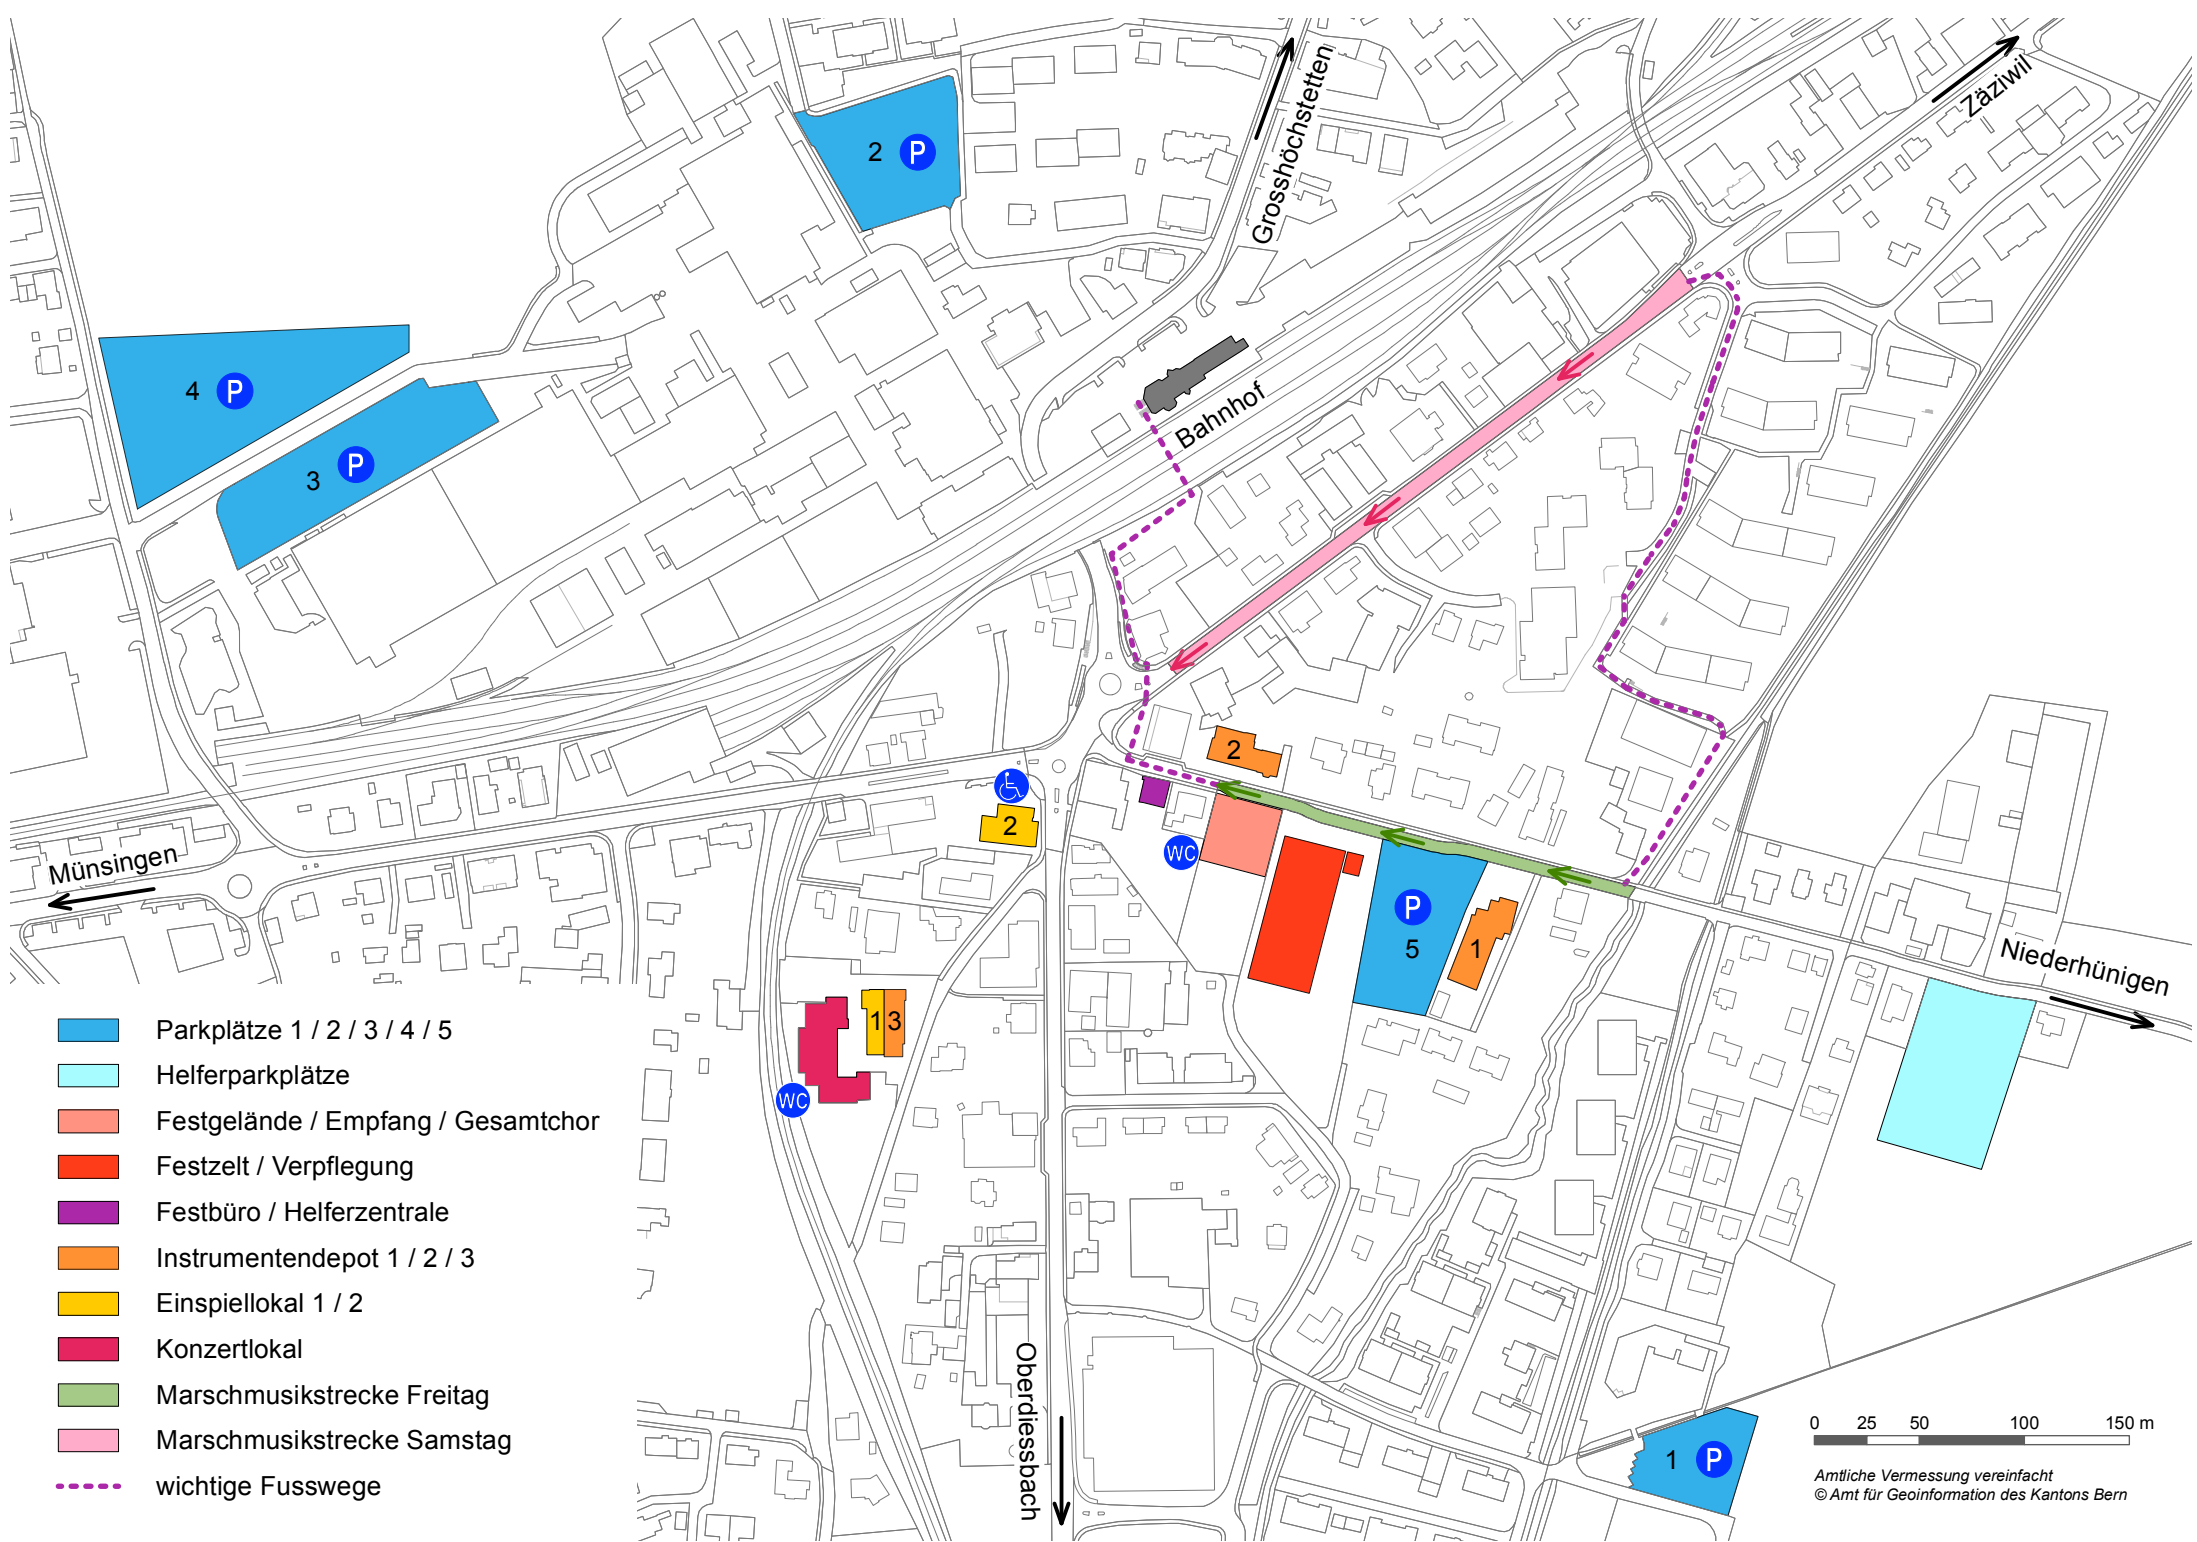 Grosshöchstetten
Zäziwil
2 P
4 P
3 P
Bahnhof
2
2
WC
P
5
1
Münsingen
Niederhünigen
1 3
WC
Oberdiessbach
1 P
Parkplätze 1 / 2 / 3 / 4 / 5
Helferparkplätze
Festgelände / Empfang / Gesamtchor
Festzelt / Verpflegung
Festbüro / Helferzentrale
Instrumentendepot 1 / 2 / 3
Einspiellokal 1 / 2
Konzertlokal
Marschmusikstrecke Freitag
Marschmusikstrecke Samstag
wichtige Fusswege
0 25 50 100 150 m
Amtliche Vermessung vereinfacht
© Amt für Geoinformation des Kantons Bern